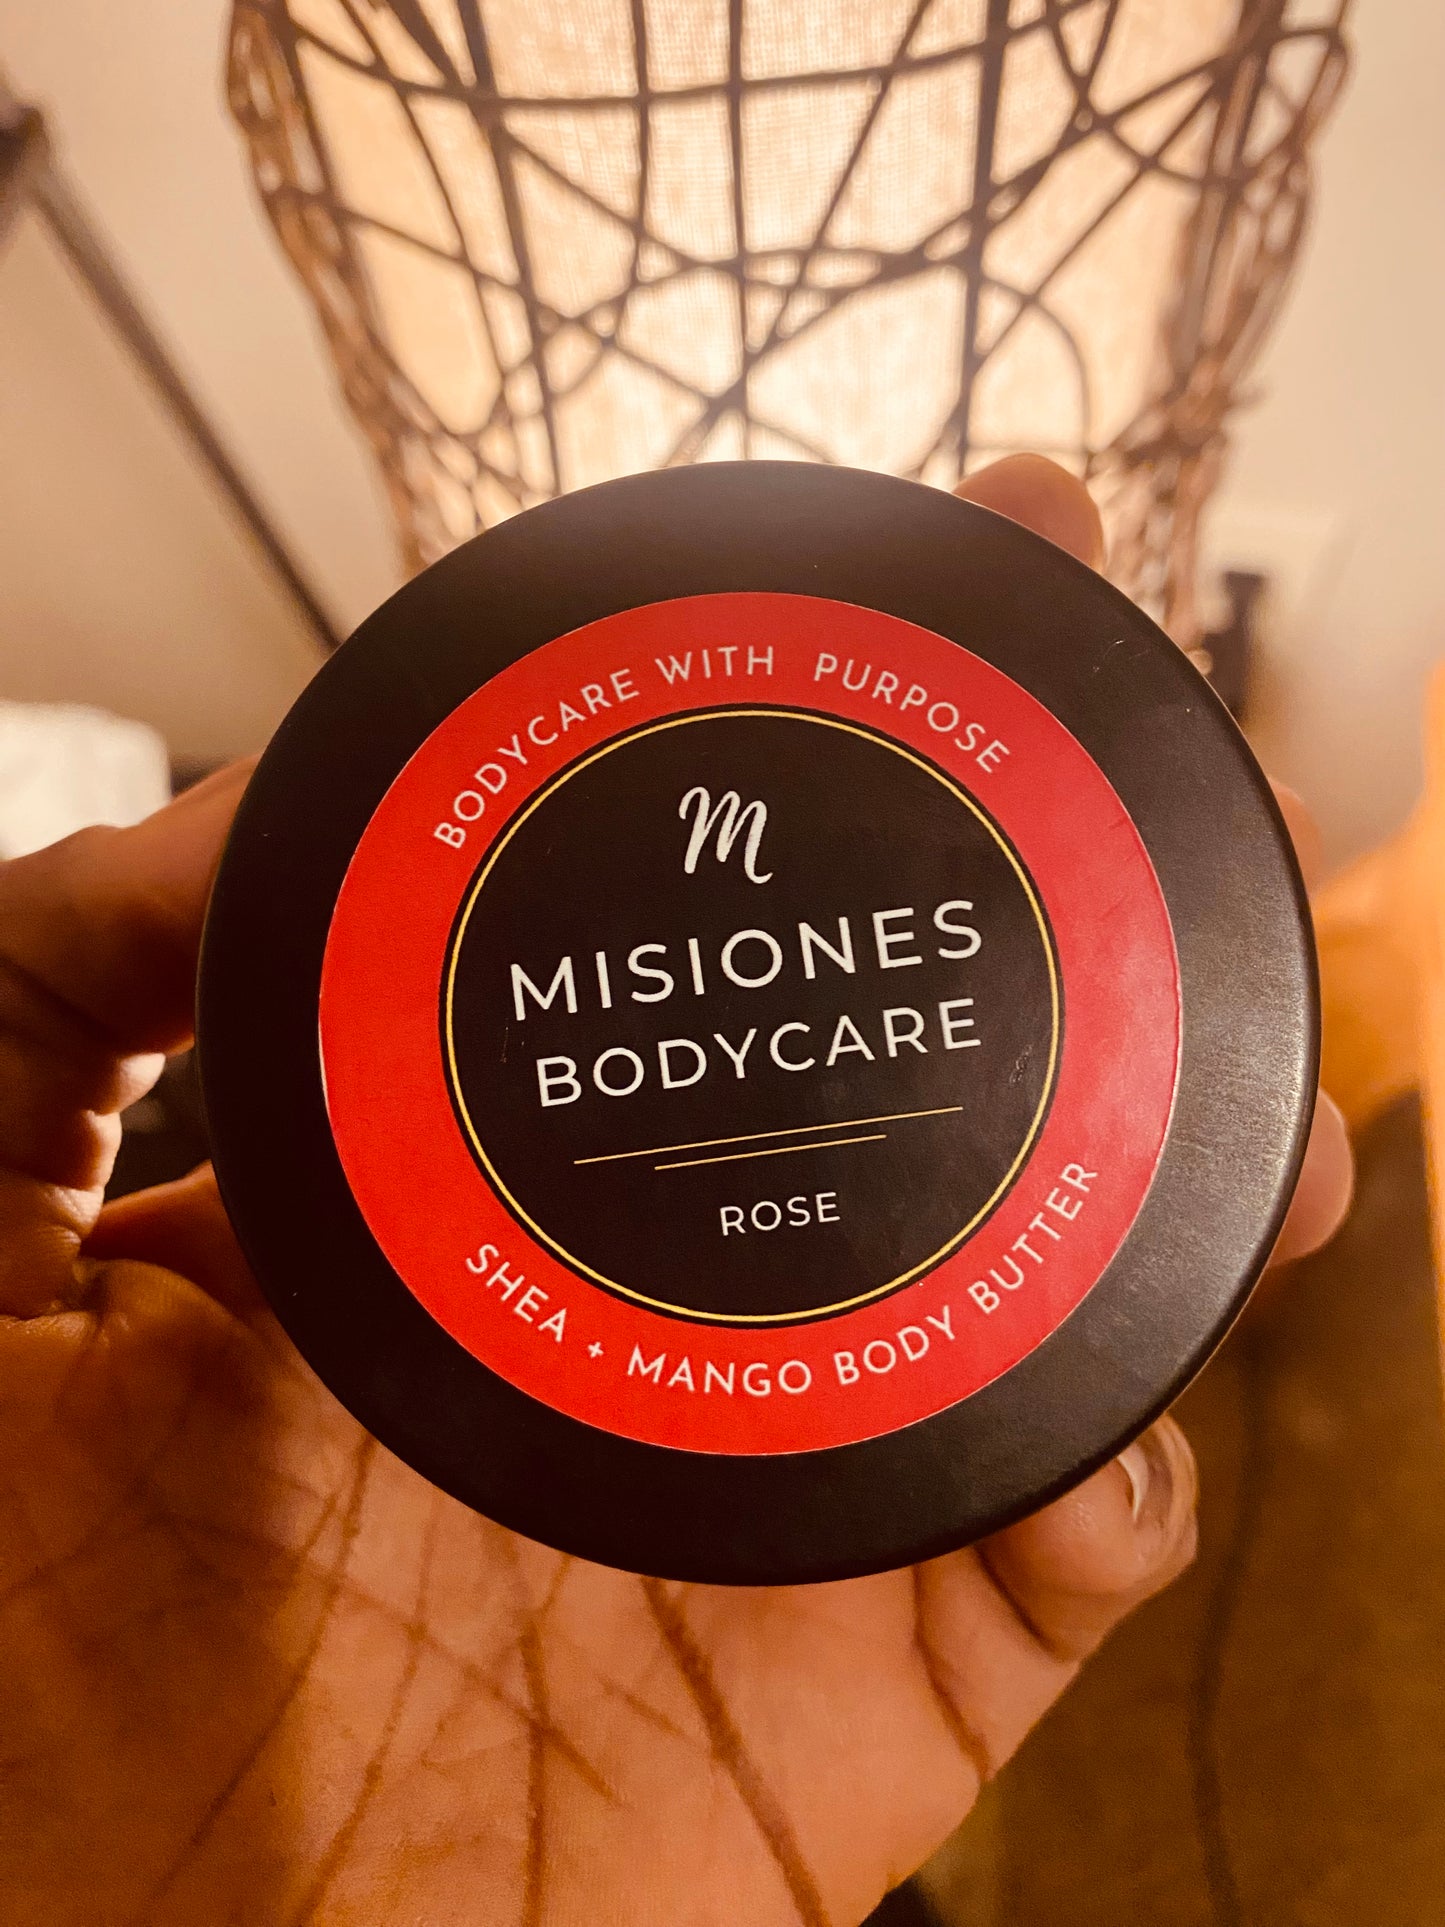 BODYCARE WITH PURPOSE
M
MISIONES
BODYCARE
ROSE
SHEA + MANGO BODY BUTTER